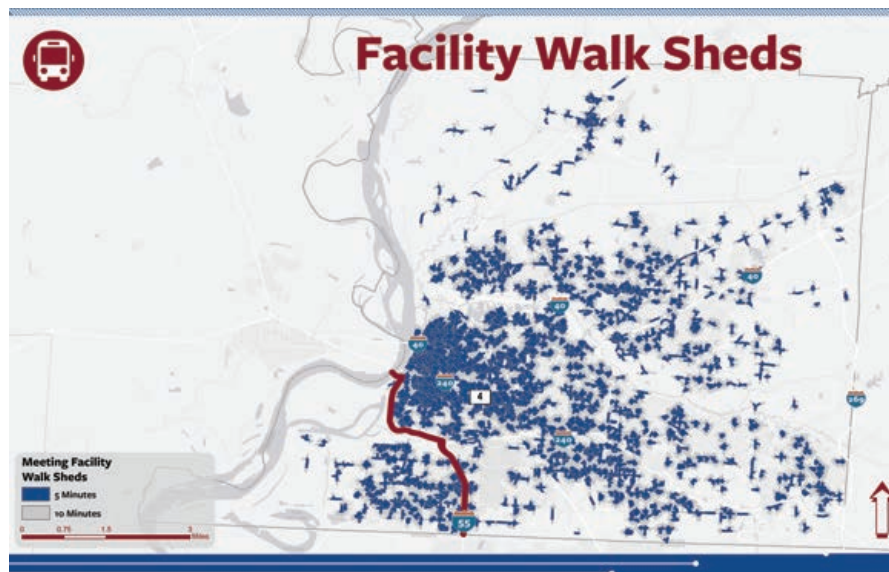 Facility Walk Sheds
40
40
40
240
4
269
240
Meeting Facility
Walk Sheds
5 Minutes
10 Minutes
0 0.75 1.5 3
Miles
55